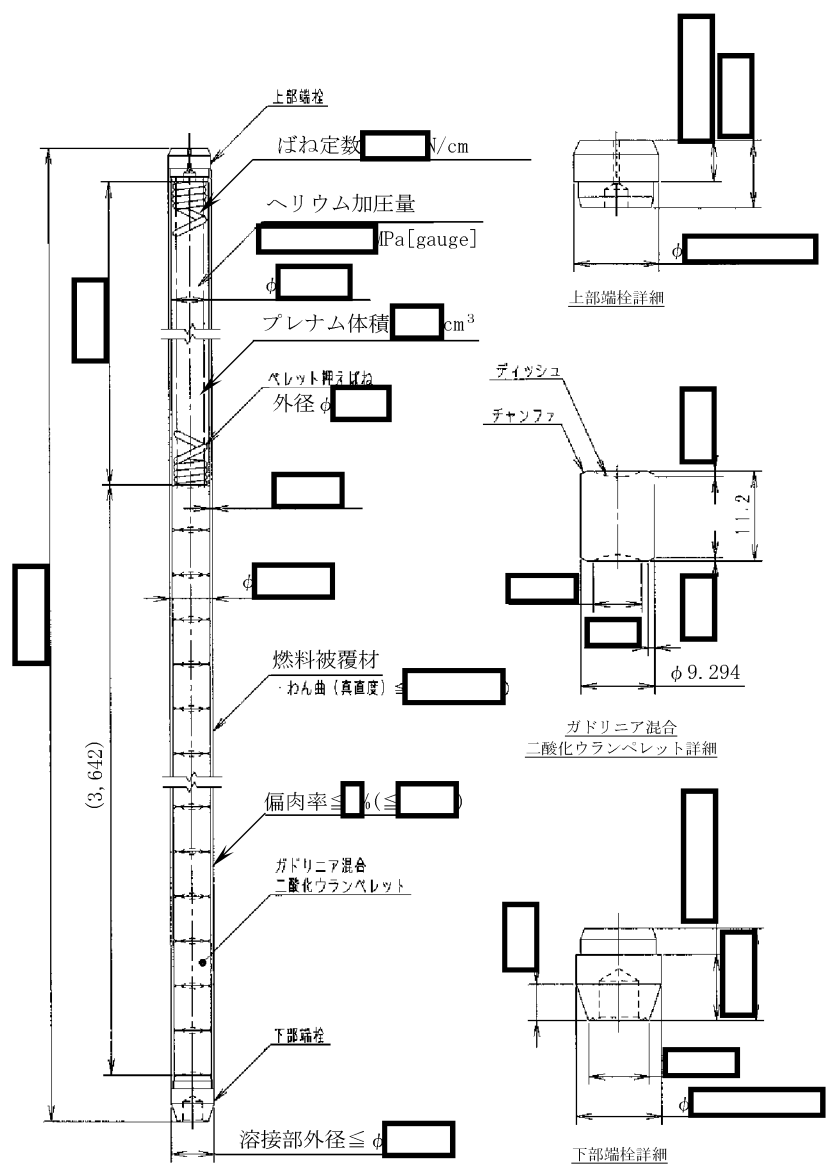 上部端栓
ばね定数 N/cm
ヘリウム加圧量
MPa[gauge]
φ
プレナム体積 cm³
ペレット押えばね
外径 φ
φ
燃料被覆材
・わん曲 (真直度) ≦ )
(3,642)
偏肉率≦ %(≦ )
ガドリニア混合
二酸化ウランペレット
下部端栓
溶接部外径≦ φ
φ
上部端栓詳細
ディッシュ
チャンファ
11.2
φ9.294
ガドリニア混合
二酸化ウランペレット詳細
φ
下部端栓詳細